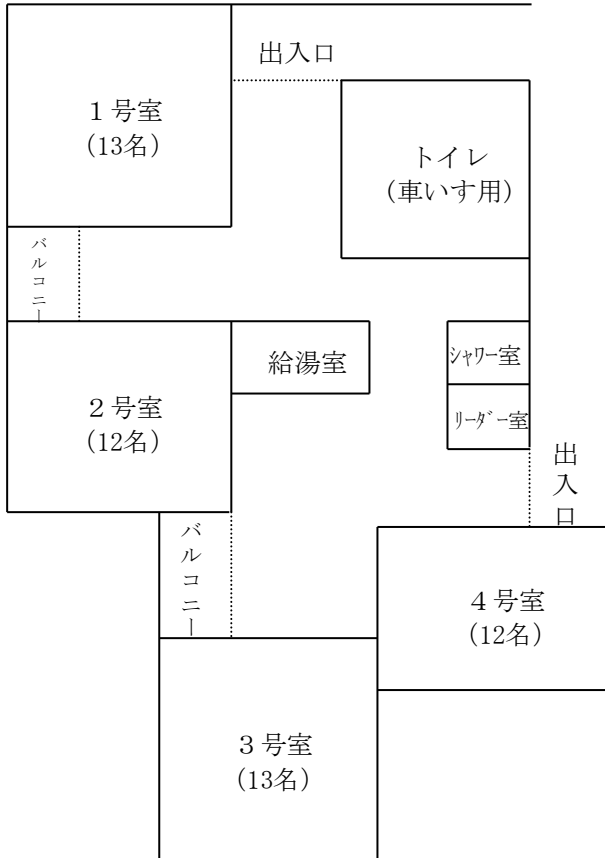 出入口
１号室
（13名）
トイレ
（車いす用）
バルコニー
２号室
（12名）
給湯室
ｼｬﾜｰ室
ﾘｰﾀﾞｰ室
出入口
バルコニー
４号室
（12名）
３号室
（13名）